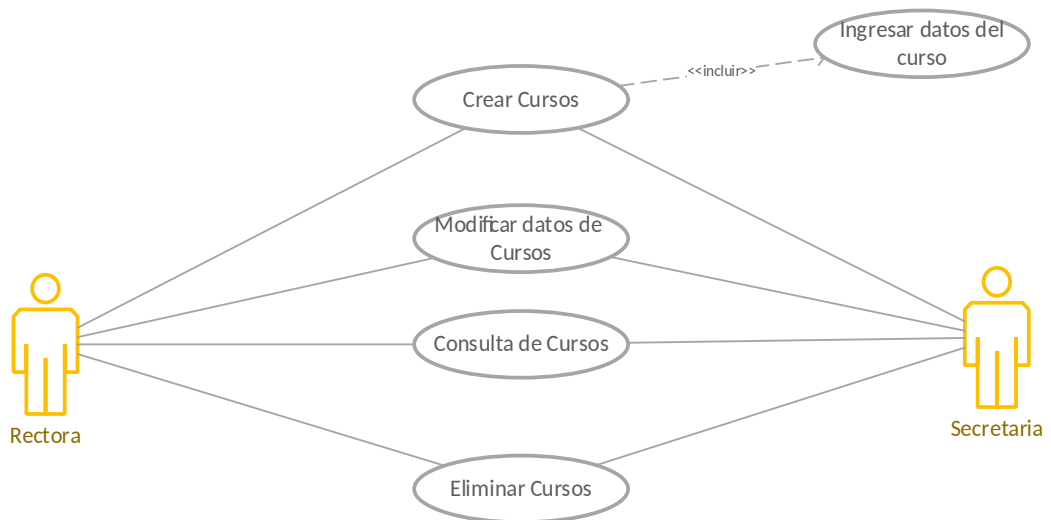 Ingresar datos del
curso
<<incluir>>
Crear Cursos
Modificar datos de
Cursos
Consulta de Cursos
Rectora
Secretaria
Eliminar Cursos